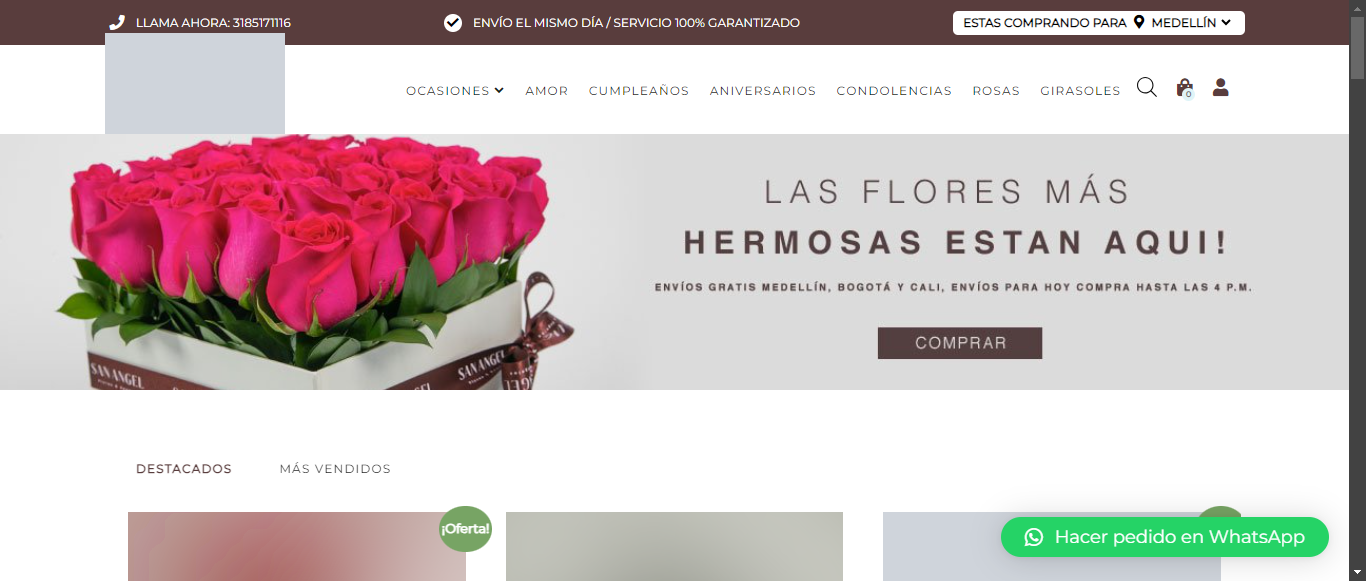 LLAMA AHORA: 3185171116
ENVÍO EL MISMO DÍA / SERVICIO 100% GARANTIZADO
ESTAS COMPRANDO PARA MEDELLÍN
OCASIONES AMOR CUMPLEAÑOS ANIVERSARIOS CONDOLENCIAS ROSAS GIRASOLES
0
LAS FLORES MÁS
HERMOSAS ESTAN AQUI!
ENVÍOS GRATIS MEDELLÍN, BOGOTÁ Y CALI, ENVÍOS PARA HOY COMPRA HASTA LAS 4 P.M.
COMPRAR
SAN ANGEL
SAN ANGEL
DESTACADOS MÁS VENDIDOS
¡Oferta!
Hacer pedido en WhatsApp